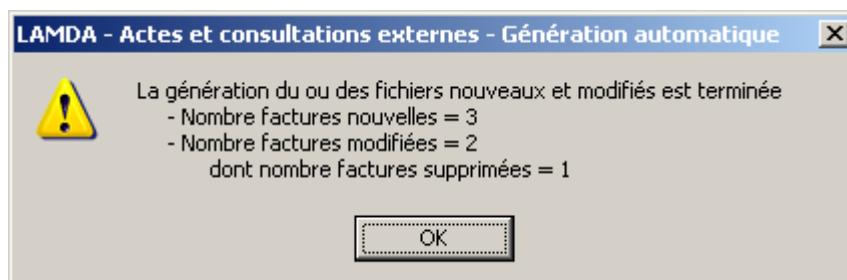 LAMDA - Actes et consultations externes - Génération automatique
La génération du ou des fichiers nouveaux et modifiés est terminée
- Nombre factures nouvelles = 3
- Nombre factures modifiées = 2
dont nombre factures supprimées = 1
OK